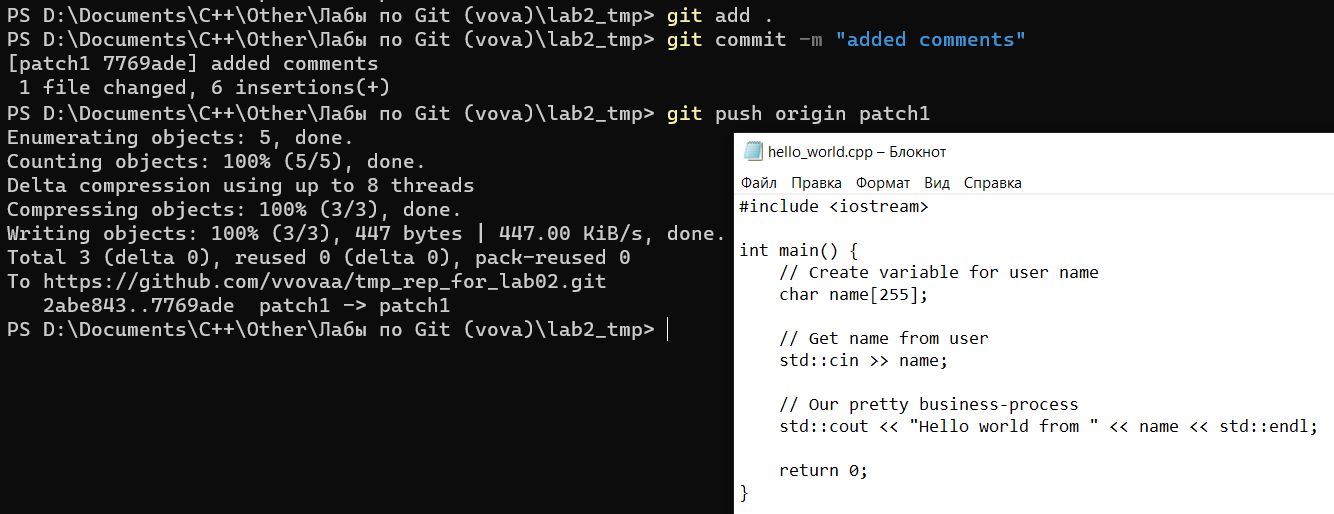 PS D:\Documents\C++\Other\Лабы по Git (vova)\lab2_tmp> git add .
PS D:\Documents\C++\Other\Лабы по Git (vova)\lab2_tmp> git commit -m "added comments"
[patch1 7769ade] added comments
 1 file changed, 6 insertions(+)
PS D:\Documents\C++\Other\Лабы по Git (vova)\lab2_tmp> git push origin patch1
Enumerating objects: 5, done.
Counting objects: 100% (5/5), done.
Delta compression using up to 8 threads
Compressing objects: 100% (3/3), done.
Writing objects: 100% (3/3), 447 bytes | 447.00 KiB/s, done.
Total 3 (delta 0), reused 0 (delta 0), pack-reused 0
To https://github.com/vvovaa/tmp_rep_for_lab02.git
   2abe843..7769ade  patch1 -> patch1
PS D:\Documents\C++\Other\Лабы по Git (vova)\lab2_tmp>
hello_world.cpp – Блокнот
Файл Правка Формат Вид Справка
#include <iostream>

int main() {
    // Create variable for user name
    char name[255];

    // Get name from user
    std::cin >> name;

    // Our pretty business-process
    std::cout << "Hello world from " << name << std::endl;

    return 0;
}